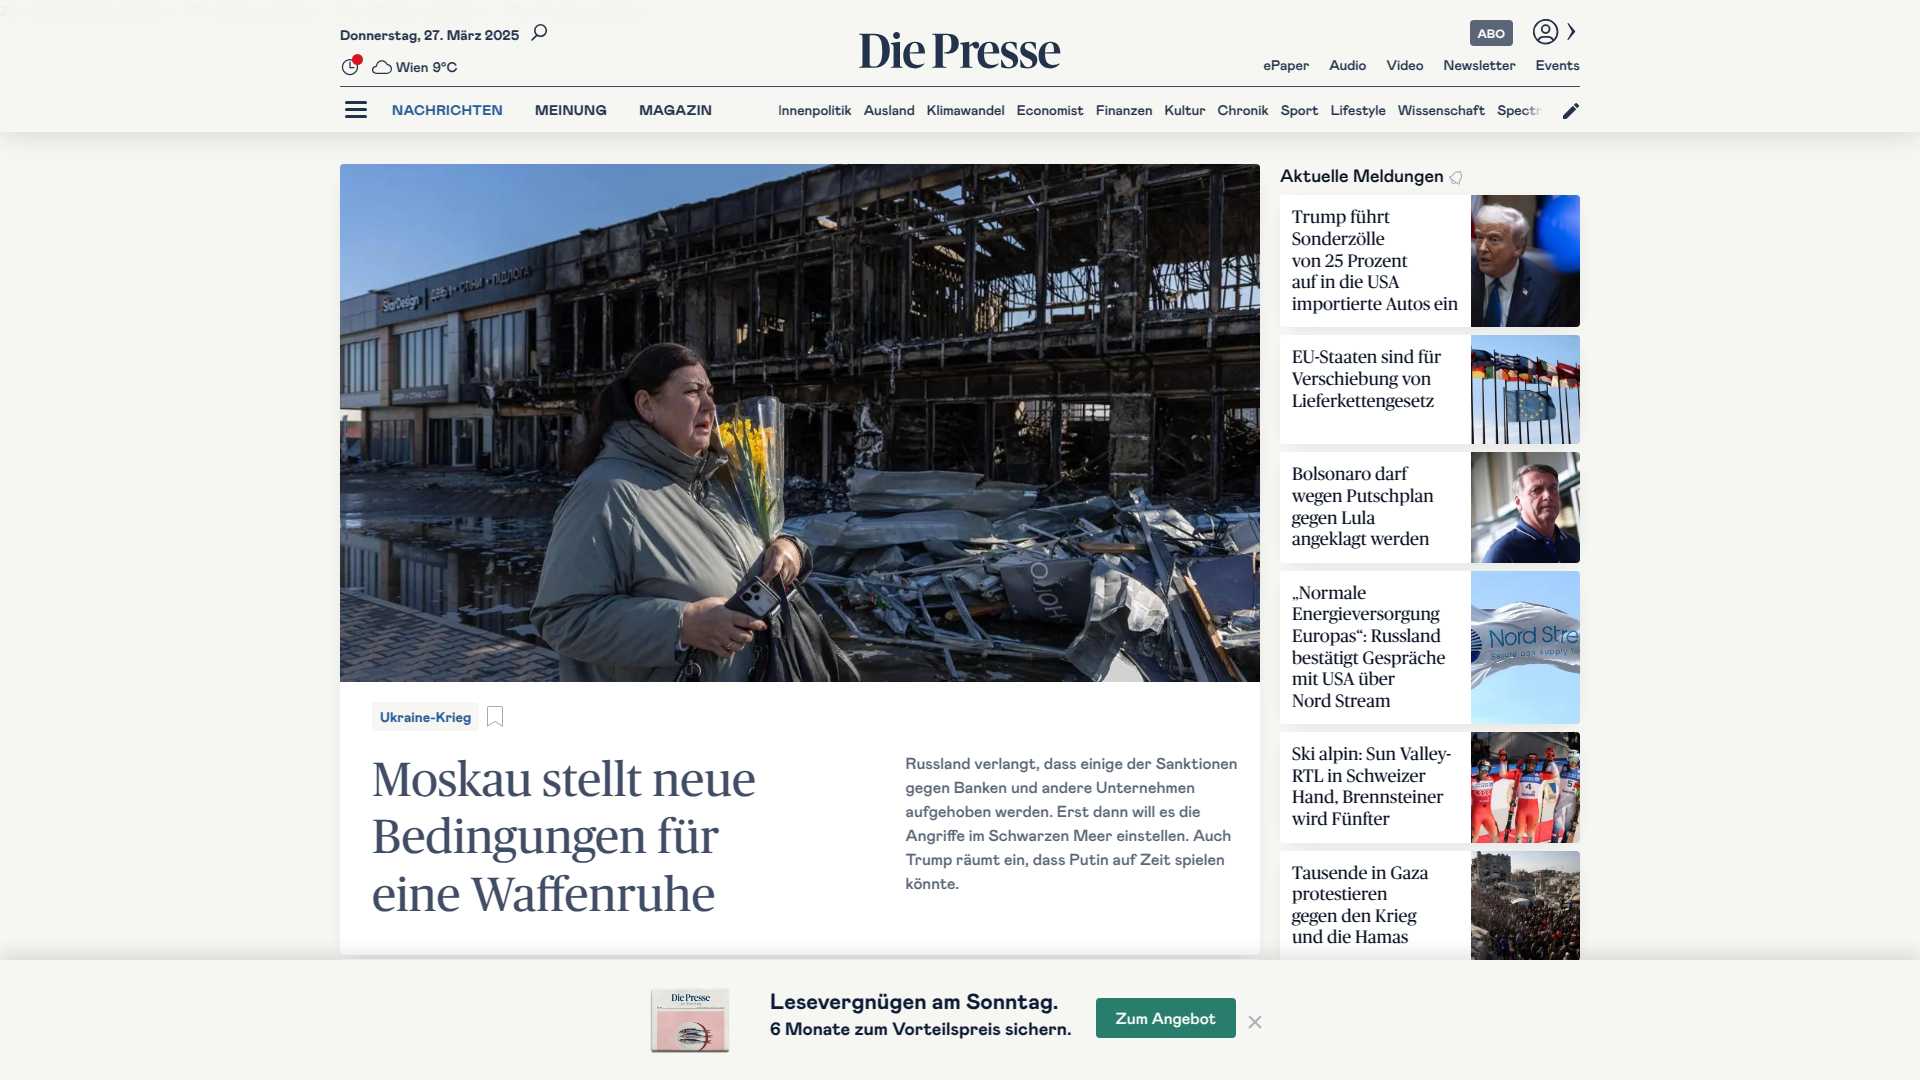 Donnerstag, 27. März 2025
Wien 9°C
Die Presse
ABO
ePaper Audio Video Newsletter Events
NACHRICHTEN MEINUNG MAGAZIN
Innenpolitik Ausland Klimawandel Economist Finanzen Kultur Chronik Sport Lifestyle Wissenschaft Spectr
StarDesign
Ukraine-Krieg
Moskau stellt neue
Bedingungen für
eine Waffenruhe
Russland verlangt, dass einige der Sanktionen
gegen Banken und andere Unternehmen
aufgehoben werden. Erst dann will es die
Angriffe im Schwarzen Meer einstellen. Auch
Trump räumt ein, dass Putin auf Zeit spielen
könnte.
Aktuelle Meldungen
Trump führt
Sonderzölle
von 25 Prozent
auf in die USA
importierte Autos ein
EU-Staaten sind für
Verschiebung von
Lieferkettengesetz
Bolsonaro darf
wegen Putschplan
gegen Lula
angeklagt werden
„Normale
Energieversorgung
Europas“: Russland
bestätigt Gespräche
mit USA über
Nord Stream
Nord Stre
Ski alpin: Sun Valley-
RTL in Schweizer
Hand, Brennsteiner
wird Fünfter
Tausende in Gaza
protestieren
gegen den Krieg
und die Hamas
Die Presse
Lesevergnügen am Sonntag.
6 Monate zum Vorteilspreis sichern.
Zum Angebot